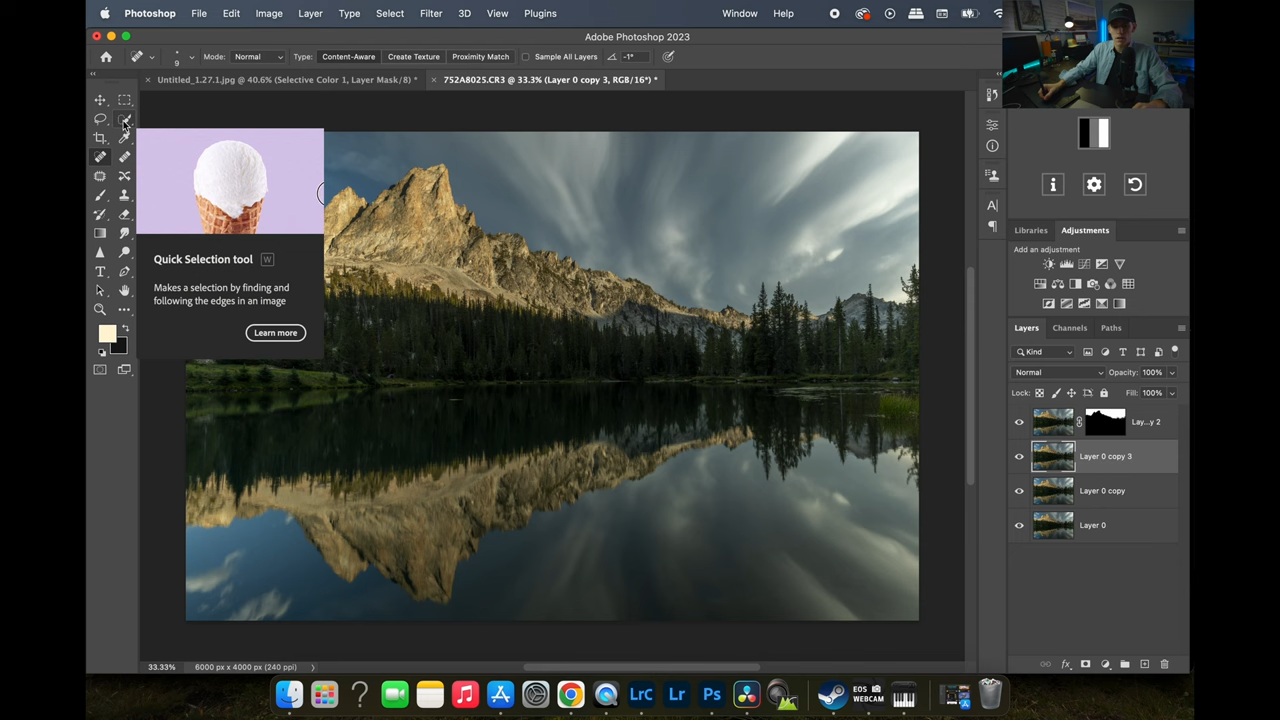 Photoshop File Edit Image Layer Type Select Filter 3D View Plugins Window Help
Adobe Photoshop 2023
9 Mode: Normal Type: Content-Aware Create Texture Proximity Match Sample All Layers -1°
Untitled_1.27.1.jpg @ 40.6% (Selective Color 1, Layer Mask/8) *
752A8025.CR3 @ 33.3% (Layer 0 copy 3, RGB/16*) *
Quick Selection tool W
Makes a selection by finding and
following the edges in an image
Learn more
Libraries Adjustments
Add an adjustment
Layers Channels Paths
Kind
Normal Opacity: 100%
Lock: Fill: 100%
Lay...y 2
Layer 0 copy 3
Layer 0 copy
Layer 0
fx
33.33% 6000 px x 4000 px (240 ppi)
LrC Lr Ps EOS
WEBCAM